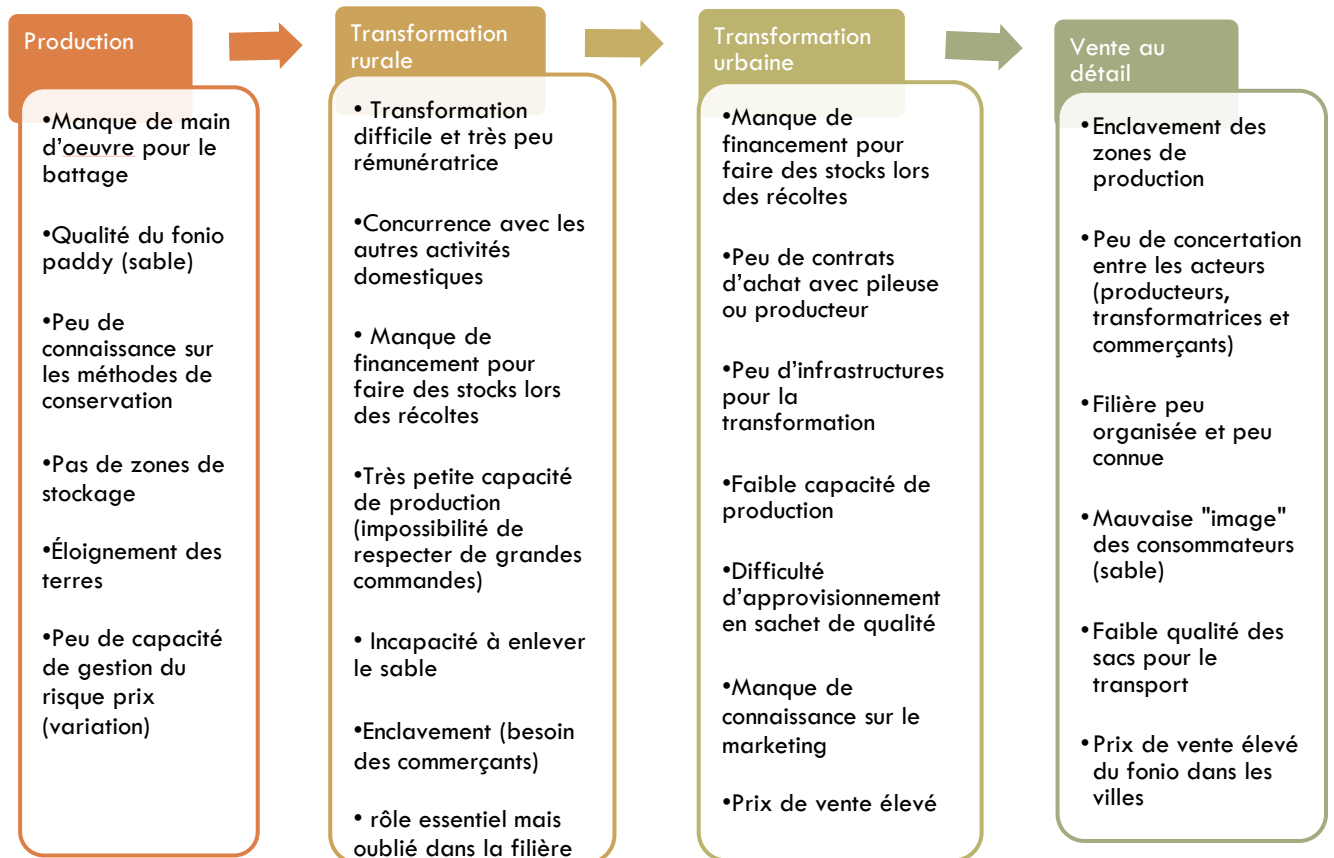 Production
•Manque de main
d'oeuvre pour le
battage
•Qualité du fonio
paddy (sable)
•Peu de
connaissance sur
les méthodes de
conservation
•Pas de zones de
stockage
•Éloignement des
terres
•Peu de capacité
de gestion du
risque prix
(variation)
Transformation
rurale
• Transformation
difficile et très peu
rémunératrice
•Concurrence avec les
autres activités
domestiques
• Manque de
financement pour
faire des stocks lors
des récoltes
•Très petite capacité
de production
(impossibilité de
respecter de grandes
commandes)
• Incapacité à enlever
le sable
•Enclavement (besoin
des commerçants)
• rôle essentiel mais
oublié dans la filière
Transformation
urbaine
•Manque de
financement pour
faire des stocks lors
des récoltes
•Peu de contrats
d'achat avec pileuse
ou producteur
•Peu d'infrastructures
pour la
transformation
•Faible capacité de
production
•Difficulté
d'approvisionnement
en sachet de qualité
•Manque de
connaissance sur le
marketing
•Prix de vente élevé
Vente au
détail
•Enclavement des
zones de
production
•Peu de concertation
entre les acteurs
(producteurs,
transformatrices et
commerçants)
•Filière peu
organisée et peu
connue
•Mauvaise "image"
des consommateurs
(sable)
•Faible qualité des
sacs pour le
transport
•Prix de vente élevé
du fonio dans les
villes